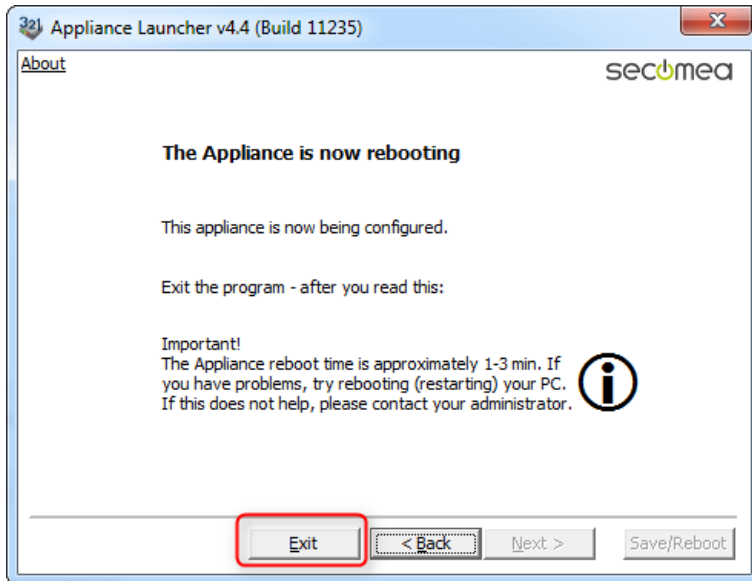 Appliance Launcher v4.4 (Build 11235)
About
secomea
The Appliance is now rebooting
This appliance is now being configured.
Exit the program - after you read this:
Important!
The Appliance reboot time is approximately 1-3 min. If
you have problems, try rebooting (restarting) your PC.
If this does not help, please contact your administrator.
Exit
< Back
Next >
Save/Reboot